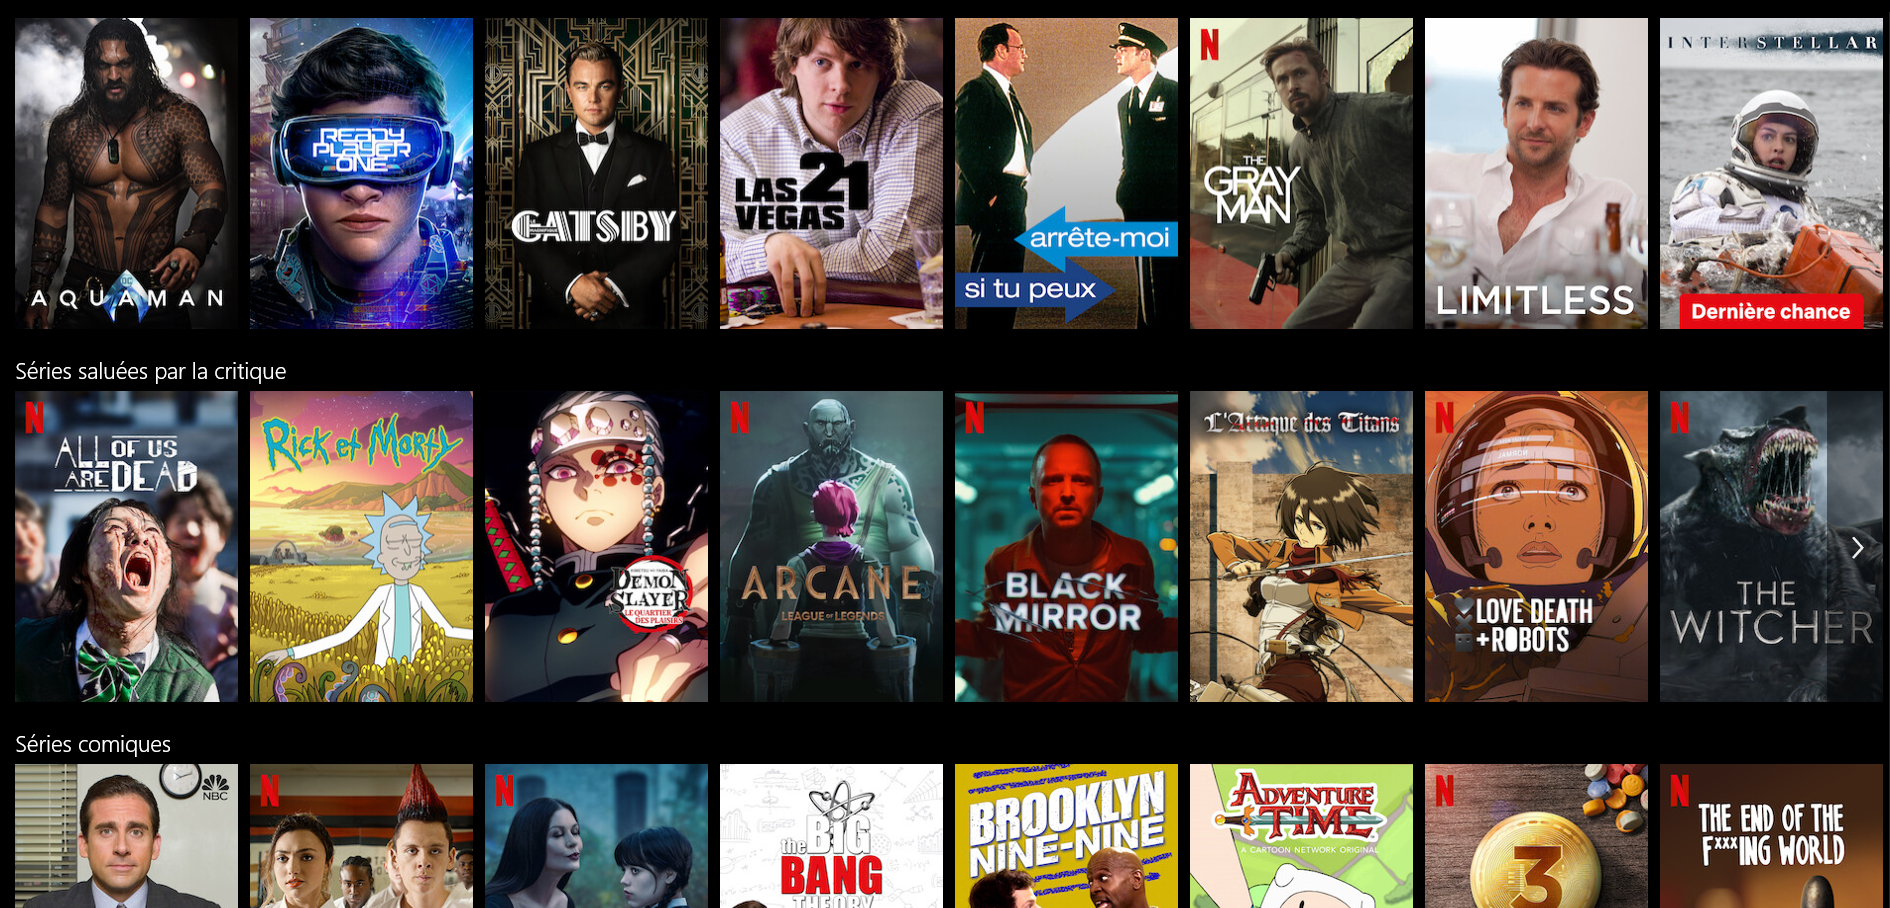 AQUAMAN
READY
PLAYER
ONE
GATSBY
LAS 21
VEGAS
arrête-moi
si tu peux
N
THE
GRAY
MAN
LIMITLESS
INTERSTELLAR
Dernière chance
Séries saluées par la critique
N
ALL OF US
ARE DEAD
Rick et Morty
DEMON
SLAYER
LE QUARTIER
DES PLAISIRS
N
ARCANE
LEAGUE OF LEGENDS
N
BLACK
MIRROR
L'Attaque des Titans
N
LOVE DEATH
+ROBOTS
N
THE
WITCHER
Séries comiques
NBC
N
N
the BIG
BANG
THEORY
BROOKLYN
NINE-NINE
ADVENTURE
TIME
A CARTOON NETWORK ORIGINAL
N
3
N
THE END OF THE
F***ING WORLD